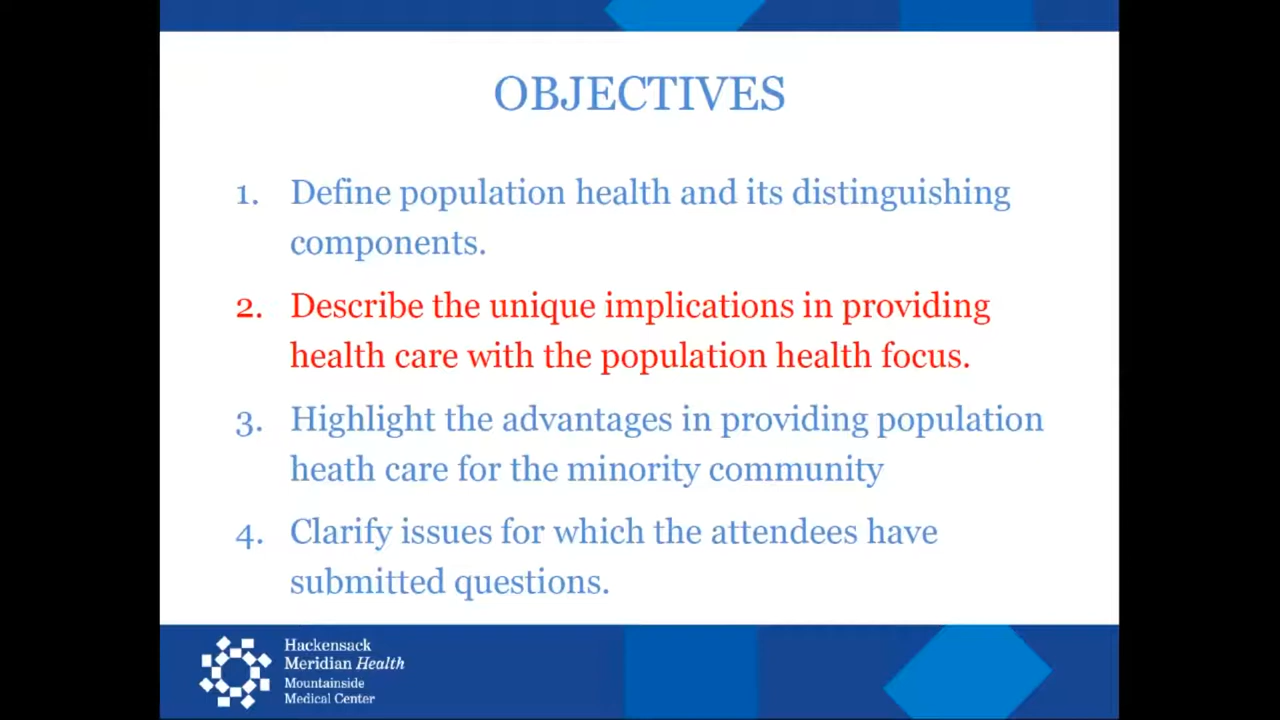 OBJECTIVES
1. Define population health and its distinguishing
components.
2. Describe the unique implications in providing
health care with the population health focus.
3. Highlight the advantages in providing population
heath care for the minority community
4. Clarify issues for which the attendees have
submitted questions.
Hackensack
Meridian Health
Mountainside
Medical Center